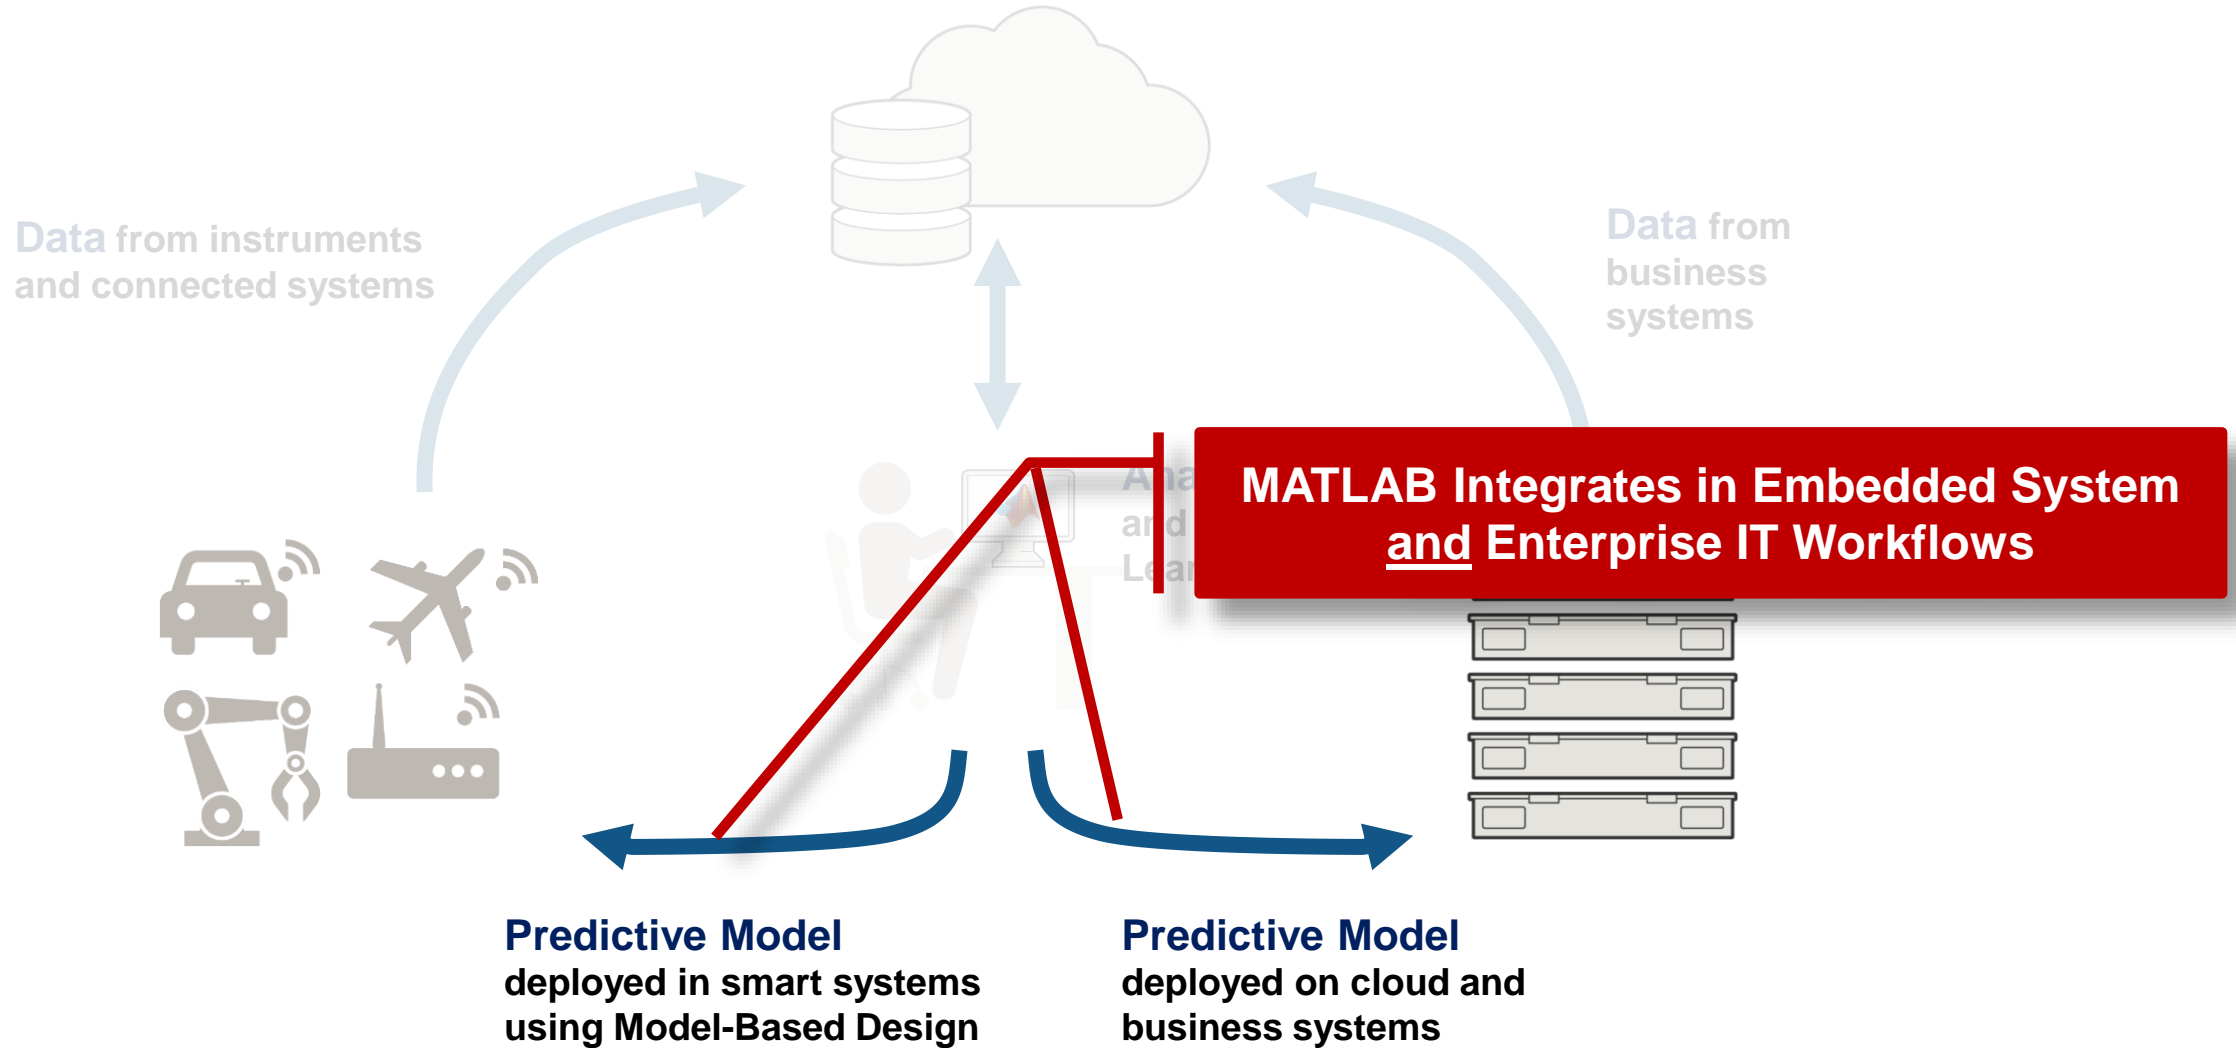 Data from instruments
and connected systems
Data from
business
systems
and
MATLAB Integrates in Embedded System
and Enterprise IT Workflows
Predictive Model
deployed in smart systems
using Model-Based Design
Predictive Model
deployed on cloud and
business systems